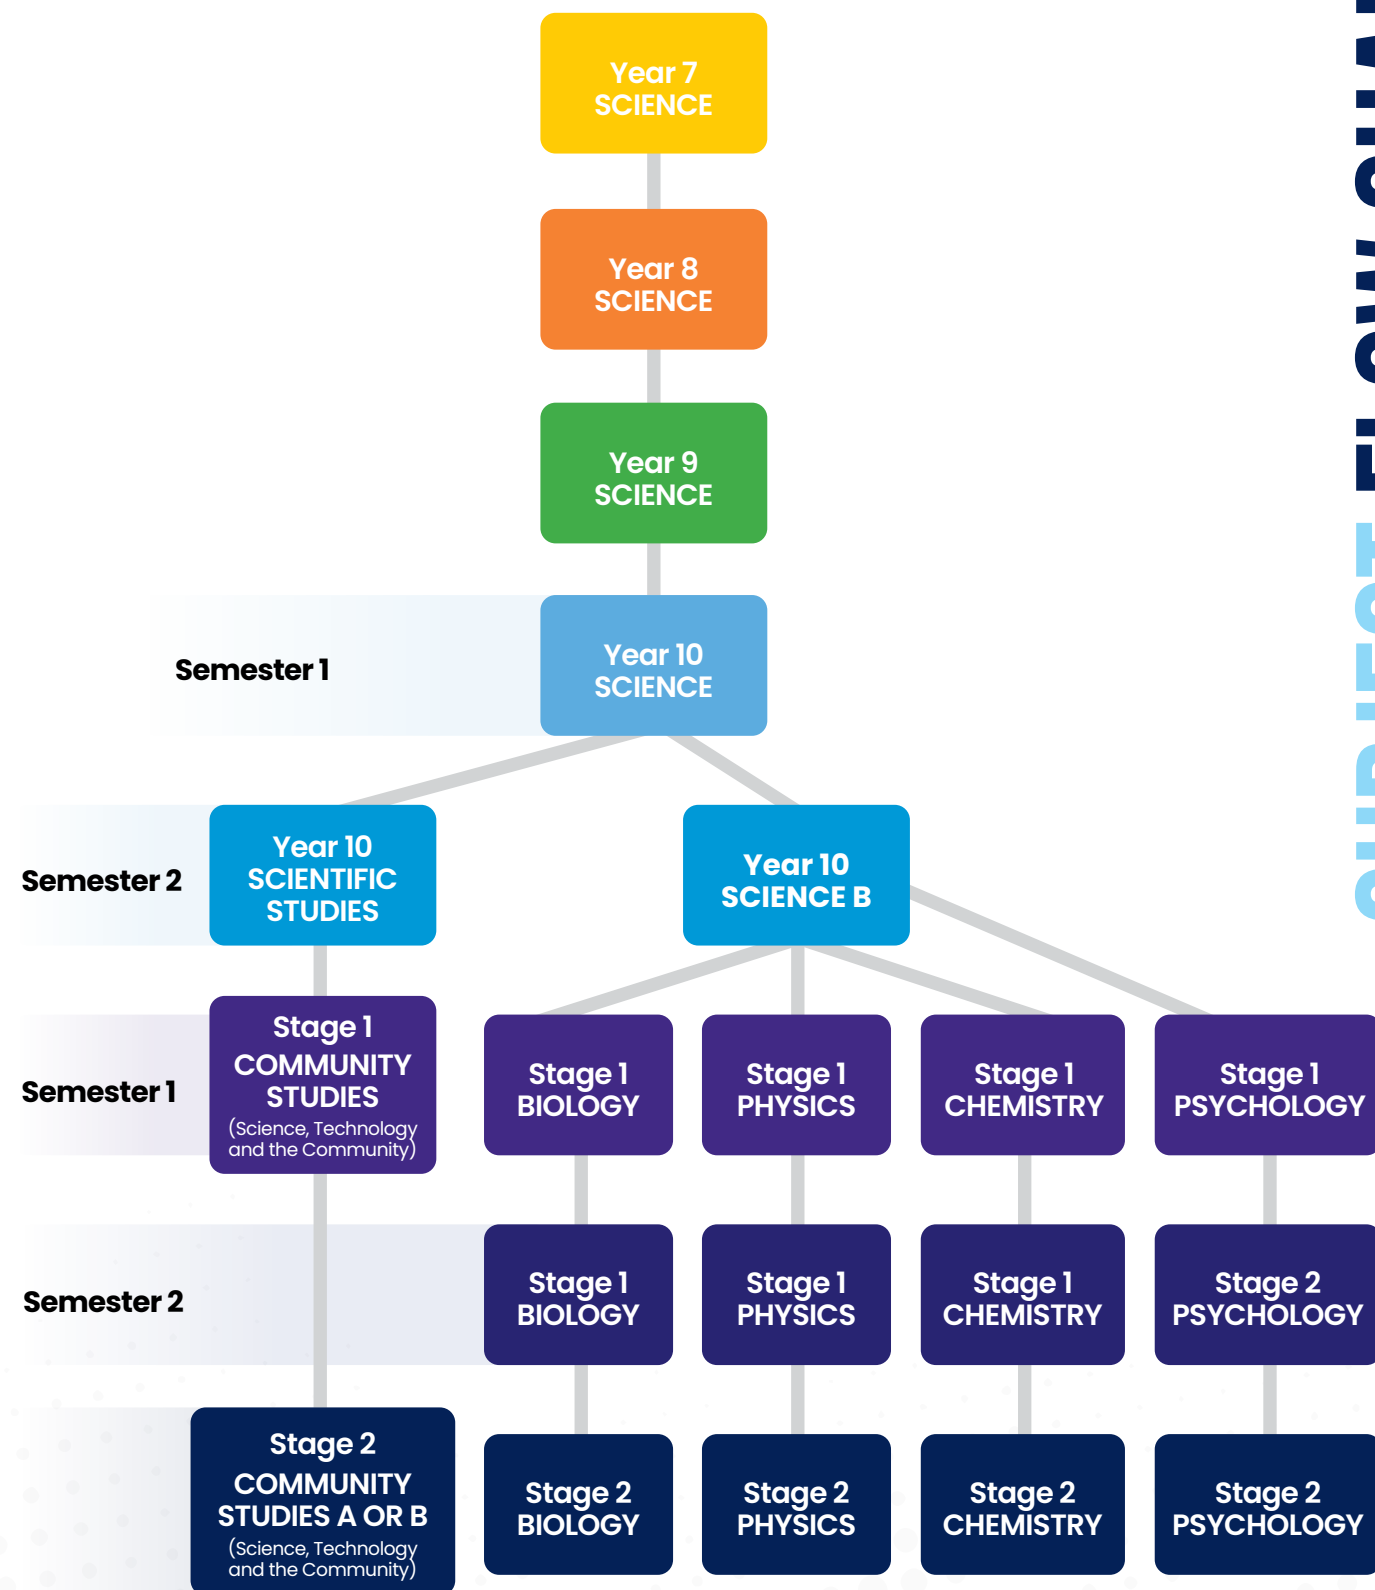 Year 7
SCIENCE
Year 8
SCIENCE
Year 9
SCIENCE
Semester 1
Year 10
SCIENCE
Semester 2
Year 10
SCIENTIFIC
STUDIES
Year 10
SCIENCE B
Semester 1
Stage 1
COMMUNITY
STUDIES
(Science, Technology
and the Community)
Stage 1
BIOLOGY
Stage 1
PHYSICS
Stage 1
CHEMISTRY
Stage 1
PSYCHOLOGY
Semester 2
Stage 1
BIOLOGY
Stage 1
PHYSICS
Stage 1
CHEMISTRY
Stage 2
PSYCHOLOGY
Stage 2
COMMUNITY
STUDIES A OR B
(Science, Technology
and the Community)
Stage 2
BIOLOGY
Stage 2
PHYSICS
Stage 2
CHEMISTRY
Stage 2
PSYCHOLOGY